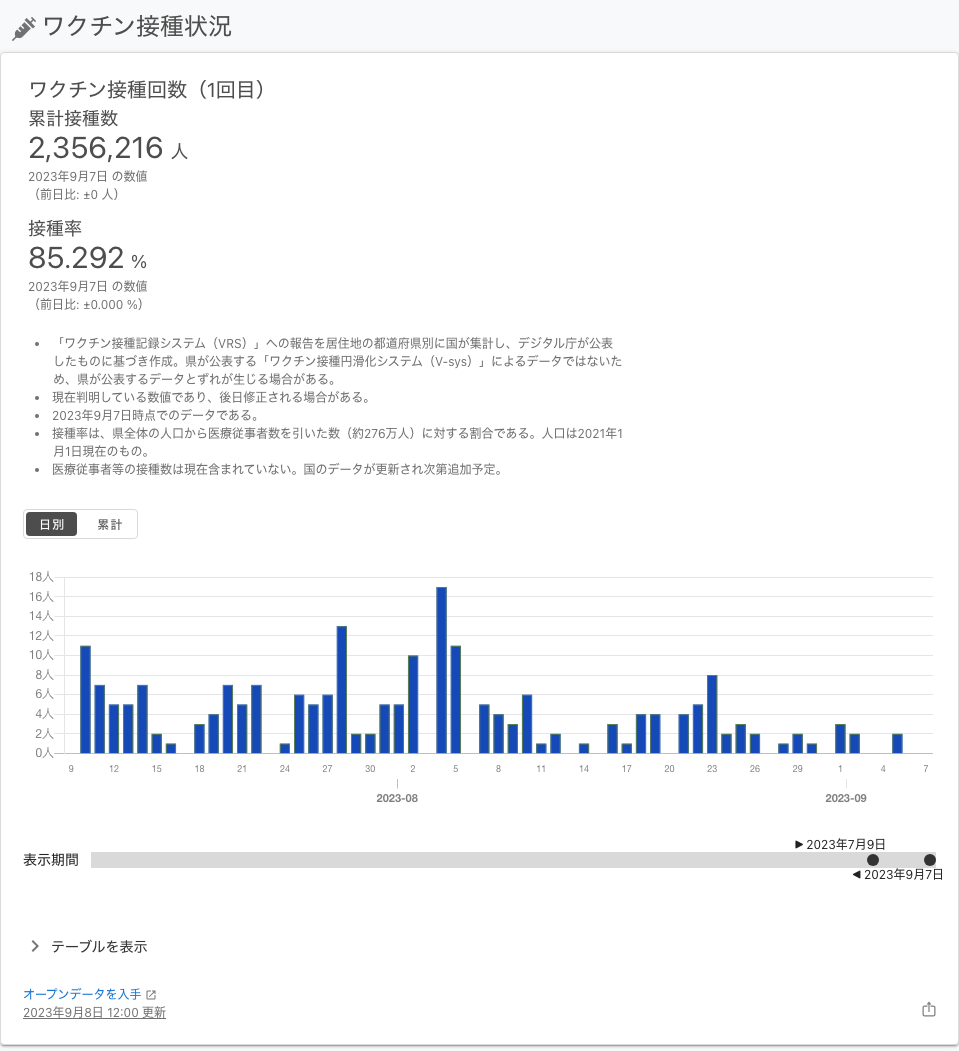 ワクチン接種状況
ワクチン接種回数（1回目）
累計接種数
2,356,216 人
2023年9月7日 の数値
（前日比: ±0 人）
接種率
85.292 %
2023年9月7日 の数値
（前日比: ±0.000 %）
• 「ワクチン接種記録システム（VRS）」への報告を居住地の都道府県別に国が集計し、デジタル庁が公表
したものに基づき作成。県が公表する「ワクチン接種円滑化システム（V-sys）」によるデータではないた
め、県が公表するデータとずれが生じる場合がある。
• 現在判明している数値であり、後日修正される場合がある。
• 2023年9月7日時点でのデータである。
• 接種率は、県全体の人口から医療従事者数を引いた数（約276万人）に対する割合である。人口は2021年1
月1日現在のもの。
• 医療従事者等の接種数は現在含まれていない。国のデータが更新され次第追加予定。
日別 累計
18人
16人
14人
12人
10人
8人
6人
4人
2人
0人
9 12 15 18 21 24 27 30 2 5 8 11 14 17 20 23 26 29 1 4 7
2023-08 2023-09
▶ 2023年7月9日
表示期間
◀ 2023年9月7日
テーブルを表示
オープンデータを入手
2023年9月8日 12:00 更新